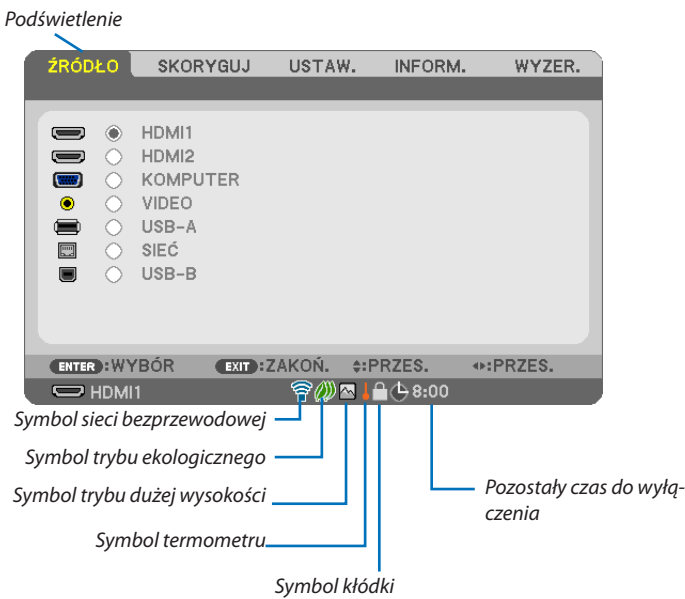 Podświetlenie
ŹRÓDŁO SKORYGUJ USTAW. INFORM. WYZER.
HDMI1
HDMI2
KOMPUTER
VIDEO
USB-A
SIEĆ
USB-B
ENTER :WYBÓR EXIT :ZAKOŃ. :PRZES. :PRZES.
HDMI1 8:00
Symbol sieci bezprzewodowej
Symbol trybu ekologicznego
Symbol trybu dużej wysokości
Pozostały czas do wyłą-
czenia
Symbol termometru
Symbol kłódki